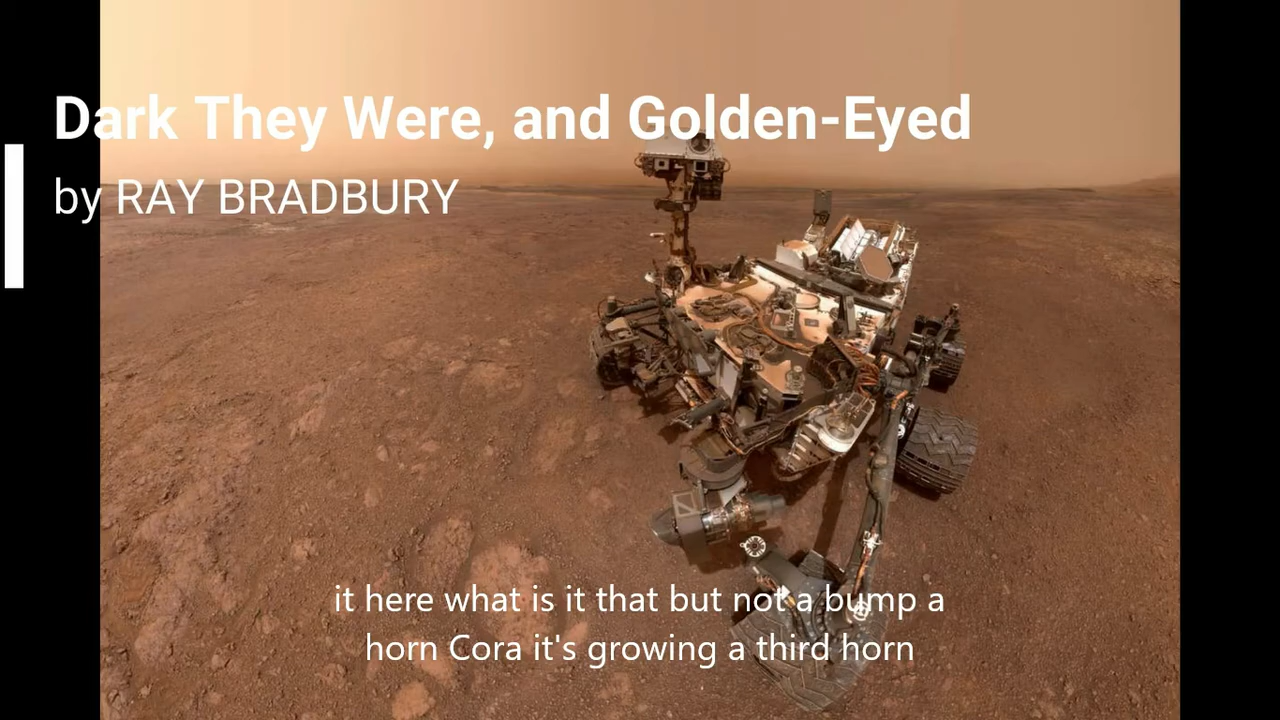 Dark They Were, and Golden-Eyed
by RAY BRADBURY
it here what is it that but not a bump a
horn Cora it's growing a third horn